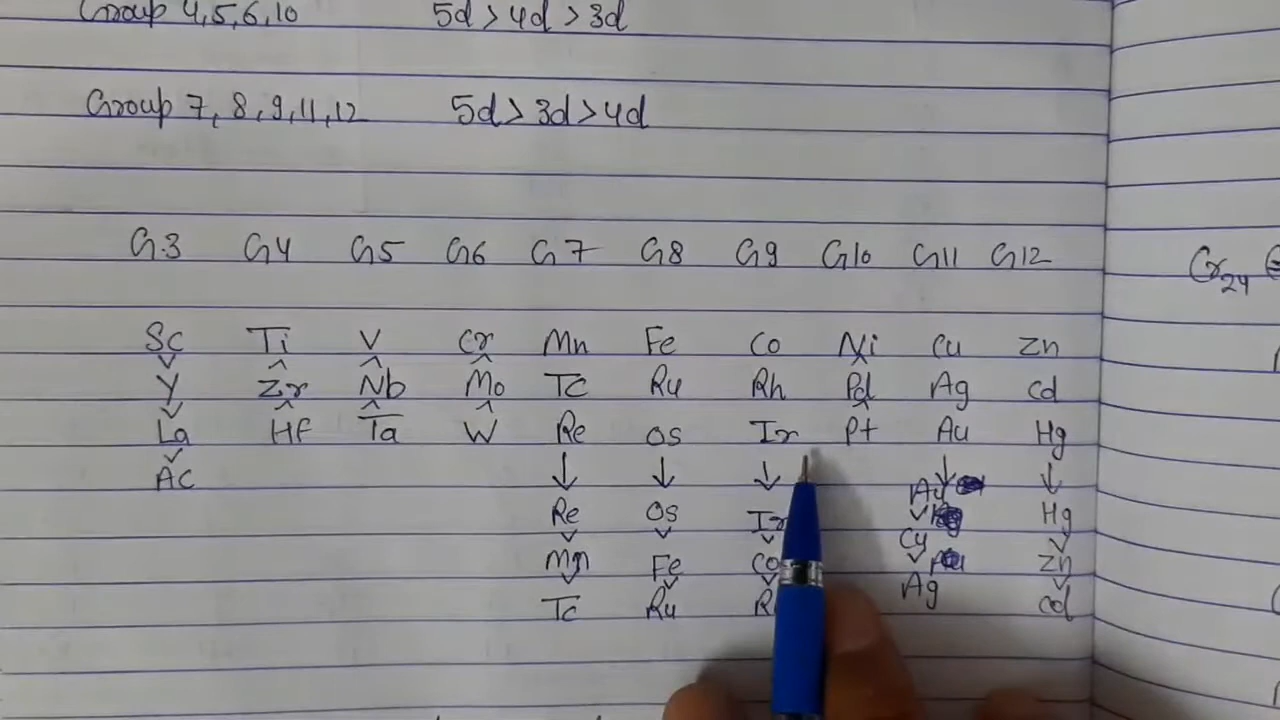 Group 4,5,6,10 5d > 4d > 3d
Group 7, 8, 9, 11, 12 5d > 3d > 4d
G3 G4 G5 G6 G7 G8 G9 G10 G11 G12
Cr24
Sc Ti V Cr Mn Fe Co Ni Cu Zn
Y Zr Nb Mo Tc Ru Rh Pd Ag Cd
La Hf Ta W Re Os Ir Pt Au Hg
Ac
Re Os Ir Au Hg
Mn Fe Co Cu Zn
Tc Ru Ag Cd